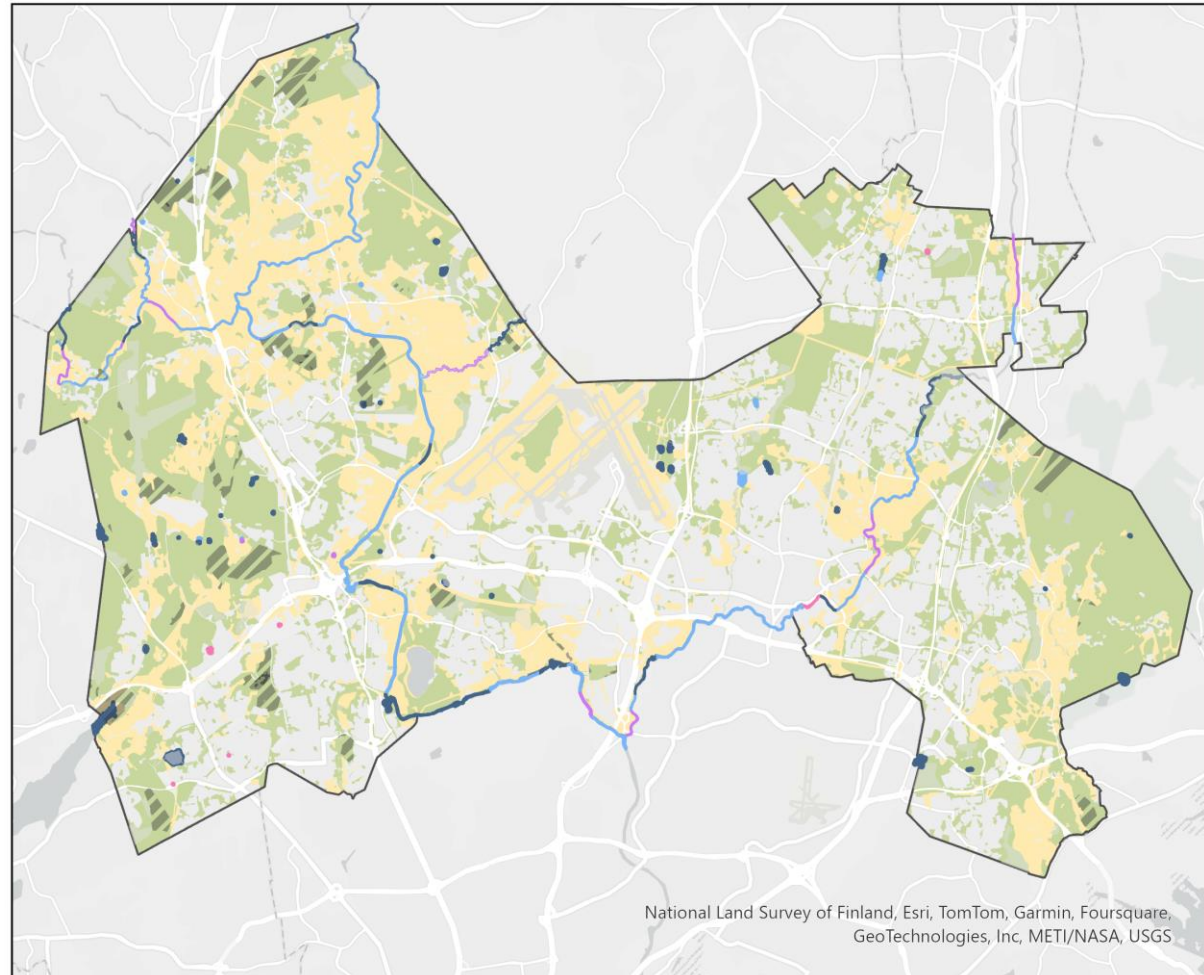 National Land Survey of Finland, Esri, TomTom, Garmin, Foursquare,
GeoTechnologies, Inc, METI/NASA, USGS